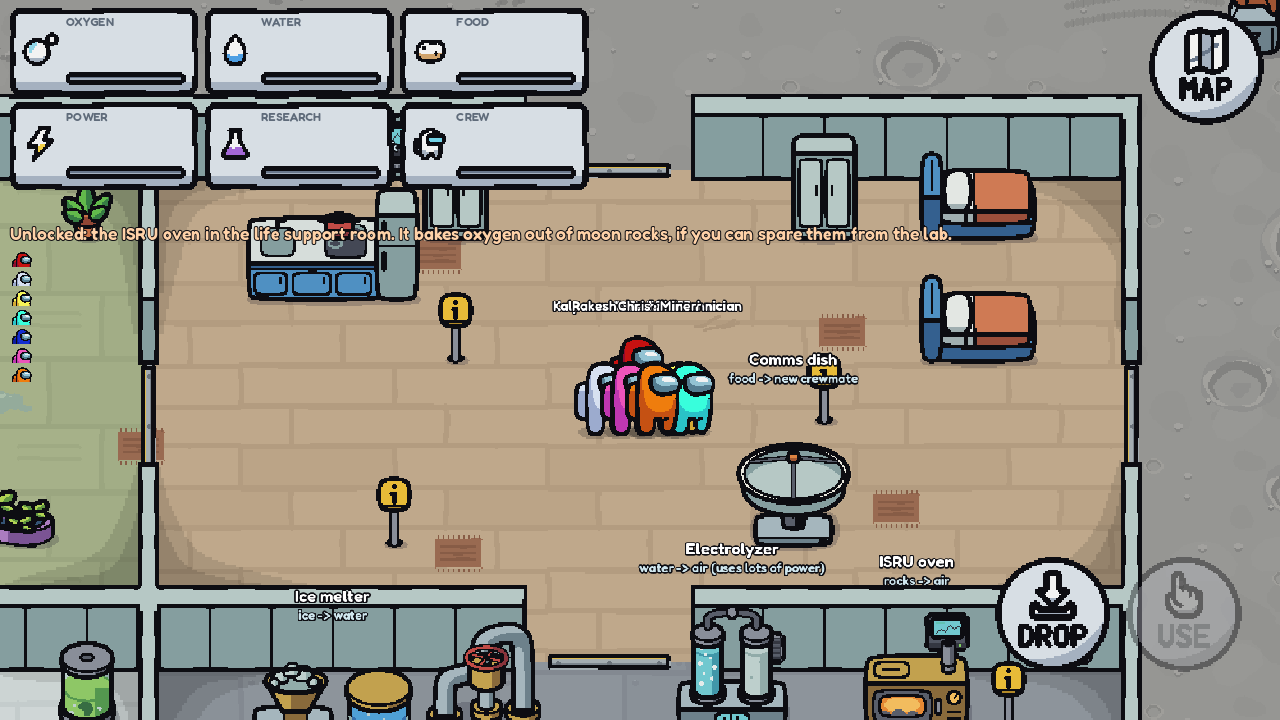 OXYGEN
WATER
FOOD
MAP
POWER
RESEARCH
CREW
Unlocked: the ISRU oven in the life support room. It bakes oxygen out of moon rocks, if you can spare them from the lab.
Comms dish
food -> new crewmate
Electrolyzer
water -> air (uses lots of power)
ISRU oven
rocks -> air
Ice melter
ice -> water
DROP
USE